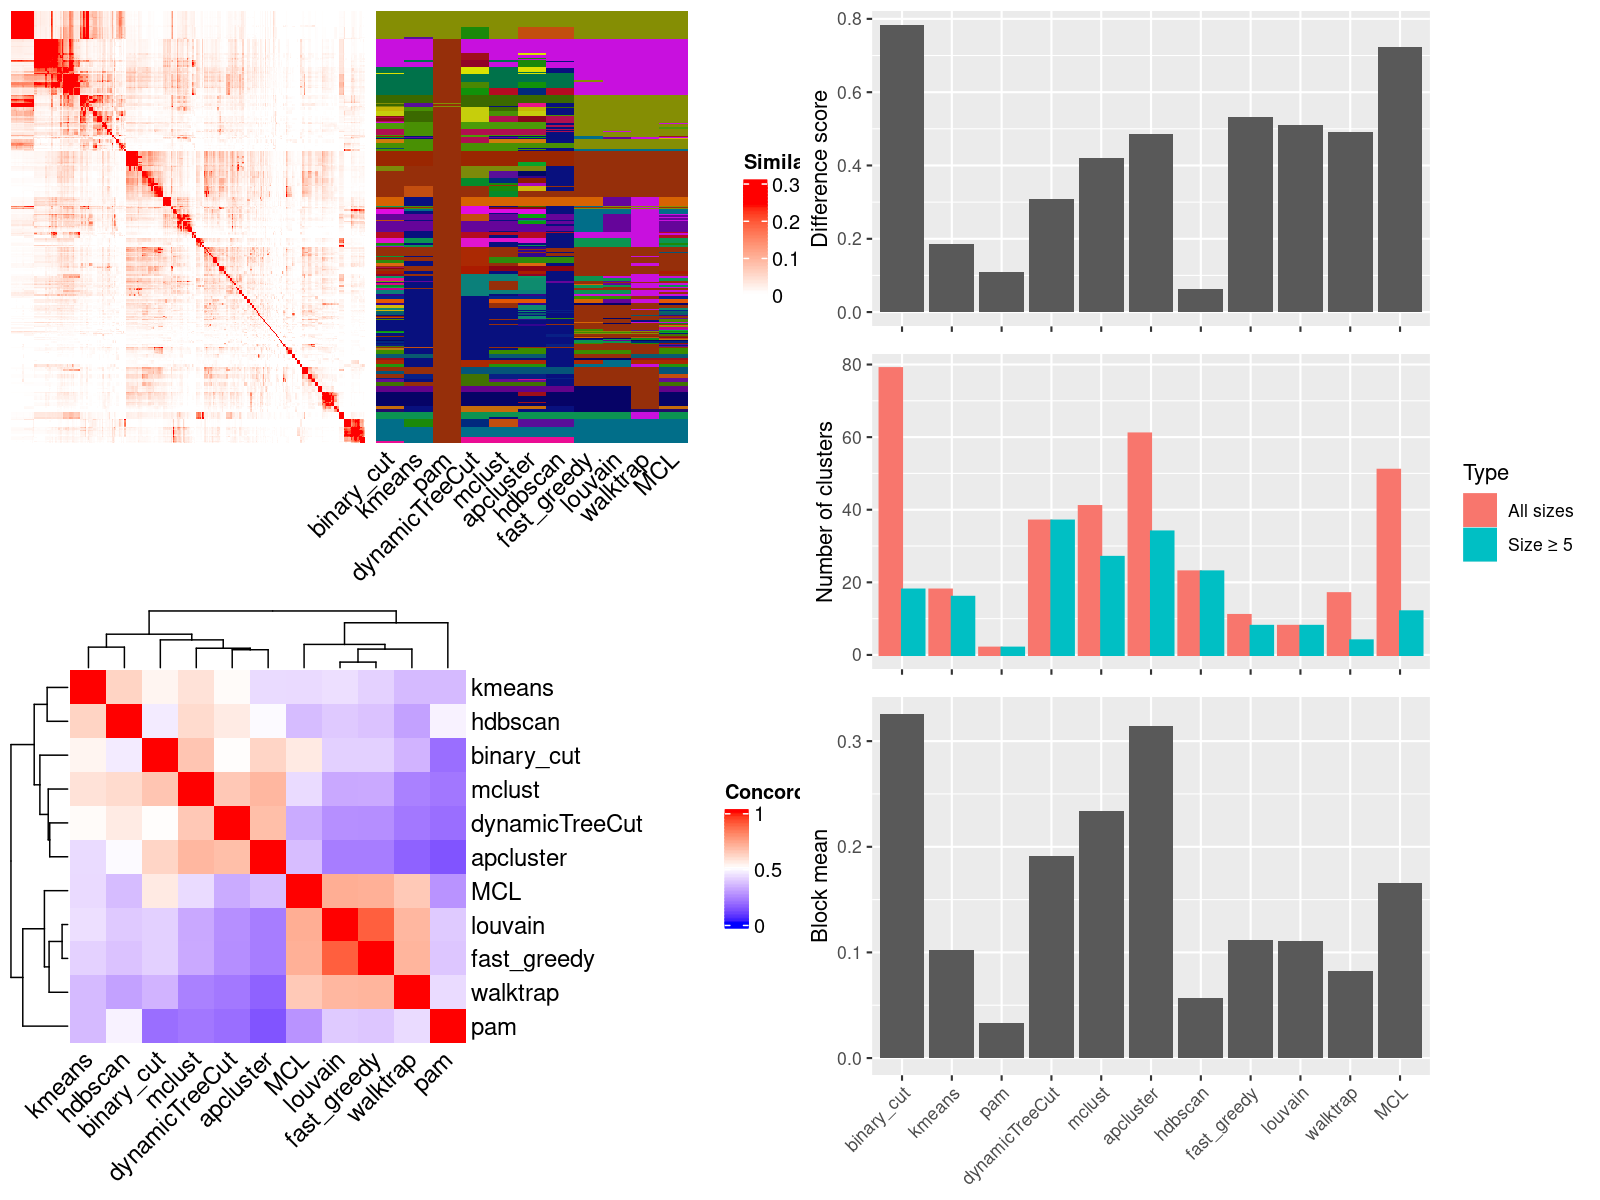 Simila
0.3
0.2
0.1
0
binary_cut
kmeans
pam
dynamicTreeCut
mclust
apcluster
hdbscan
fast_greedy
louvain
walktrap
MCL
kmeans
hdbscan
binary_cut
mclust
dynamicTreeCut
apcluster
MCL
louvain
fast_greedy
walktrap
pam
Concord
1
0.5
0
kmeans
hdbscan
binary_cut
mclust
dynamicTreeCut
apcluster
MCL
louvain
fast_greedy
walktrap
pam
Difference score
0.8
0.6
0.4
0.2
0.0
Number of clusters
80
60
40
20
0
Type
All sizes
Size ≥ 5
Block mean
0.3
0.2
0.1
0.0
binary_cut
kmeans
pam
dynamicTreeCut
mclust
apcluster
hdbscan
fast_greedy
louvain
walktrap
MCL